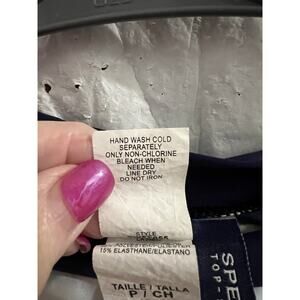 HAND WASH COLD
SEPARATELY
ONLY NON-CHLORINE
BLEACH WHEN
NEEDED
LINE DRY
DO NOT IRON
STYLE
15% ELASTHANE/ELASTANO
TAILLE / TALLA
P / CH
SPE
TOP-